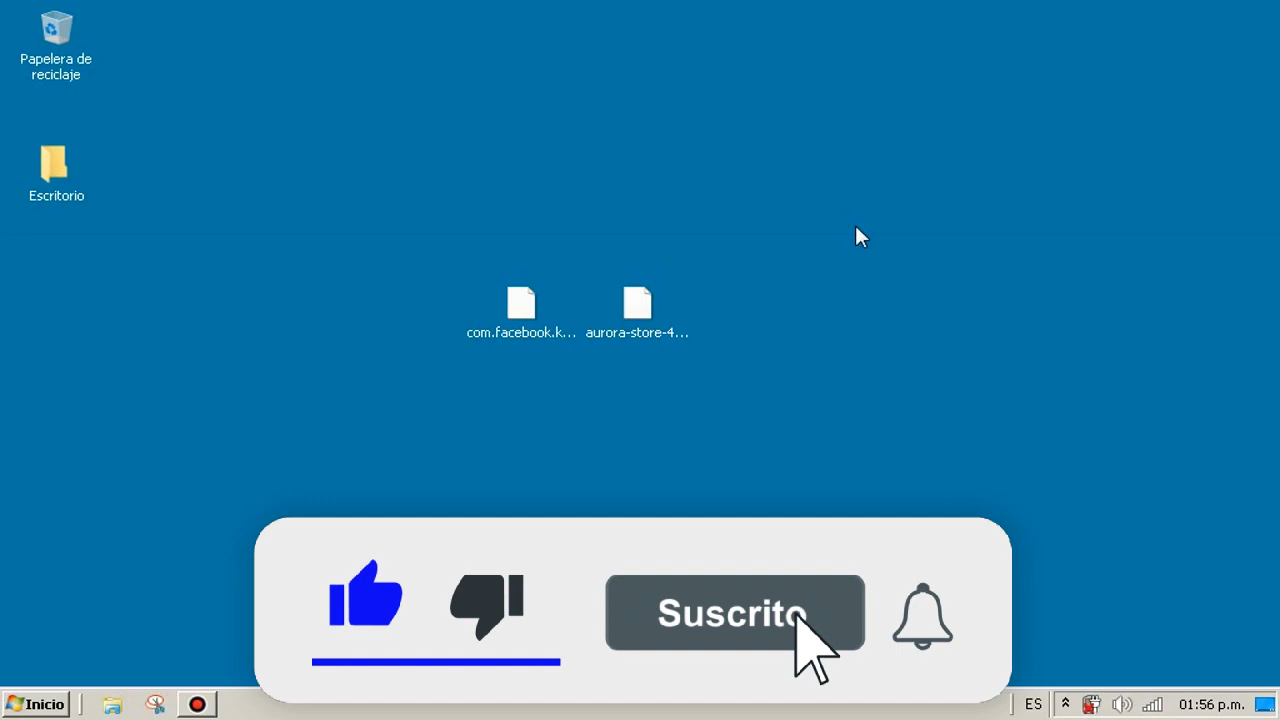 Papelera de
reciclaje
Escritorio
com.facebook.k...
aurora-store-4...
Suscrito
Inicio
ES
01:56 p.m.